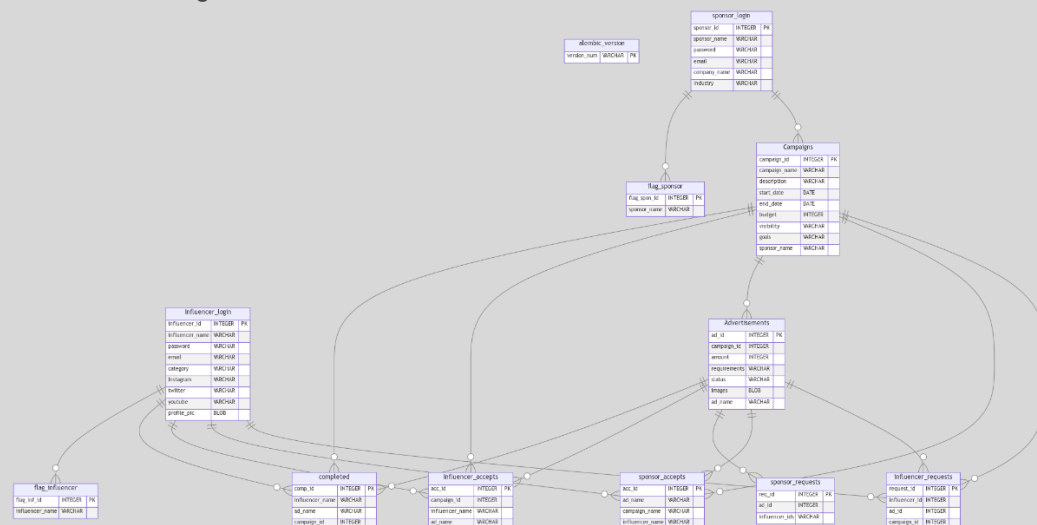 sponsor_login
sponsor_id INTEGER PK
sponsor_name VARCHAR
password VARCHAR
email VARCHAR
company_name VARCHAR
industry VARCHAR
alembic_version
version_num VARCHAR PK
Campaigns
campaign_id INTEGER PK
campaign_name VARCHAR
description VARCHAR
start_date DATE
end_date DATE
budget INTEGER
visibility VARCHAR
goals VARCHAR
sponsor_name VARCHAR
flag_sponsor
flag_spon_id INTEGER PK
sponsor_name VARCHAR
Influencer_login
influencer_id INTEGER PK
influencer_name VARCHAR
password VARCHAR
email VARCHAR
category VARCHAR
instagram VARCHAR
twitter VARCHAR
youtube VARCHAR
profile_pic BLOB
Advertisements
ad_id INTEGER PK
campaign_id INTEGER
amount INTEGER
requirements VARCHAR
status VARCHAR
images BLOB
ad_name VARCHAR
flag_influencer
flag_inf_id INTEGER PK
influencer_name VARCHAR
completed
comp_id INTEGER PK
influencer_name VARCHAR
ad_name VARCHAR
campaign_id INTEGER
Influencer_accepts
acc_id INTEGER PK
campaign_id INTEGER
influencer_name VARCHAR
ad_name VARCHAR
sponsor_accepts
acc_id INTEGER PK
ad_name VARCHAR
campaign_name VARCHAR
influencer_name VARCHAR
sponsor_requests
req_id INTEGER PK
ad_id INTEGER
influencer_ids VARCHAR
Influencer_requests
request_id INTEGER PK
influencer_id INTEGER
ad_id INTEGER
campaign_id INTEGER